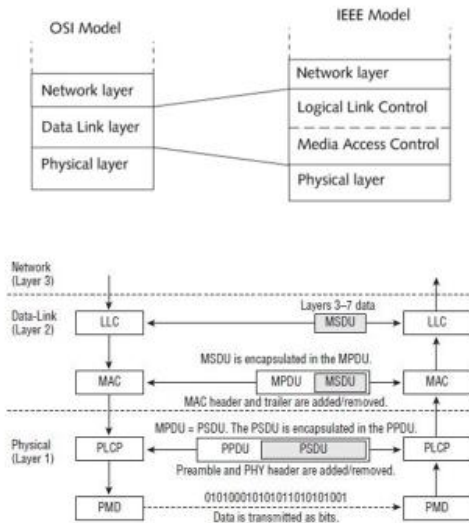 OSI Model
IEEE Model
Network layer
Data Link layer
Physical layer
Network layer
Logical Link Control
Media Access Control
Physical layer
Network
(Layer 3)
Data-Link
(Layer 2)
Layers 3–7 data
LLC
MSDU
LLC
MSDU is encapsulated in the MPDU.
MAC
MPDU
MSDU
MAC
MAC header and trailer are added/removed.
Physical
(Layer 1)
MPDU = PSDU. The PSDU is encapsulated in the PPDU.
PLCP
PPDU
PSDU
PLCP
Preamble and PHY header are added/removed.
PMD
PMD
Data is transmitted as bits.